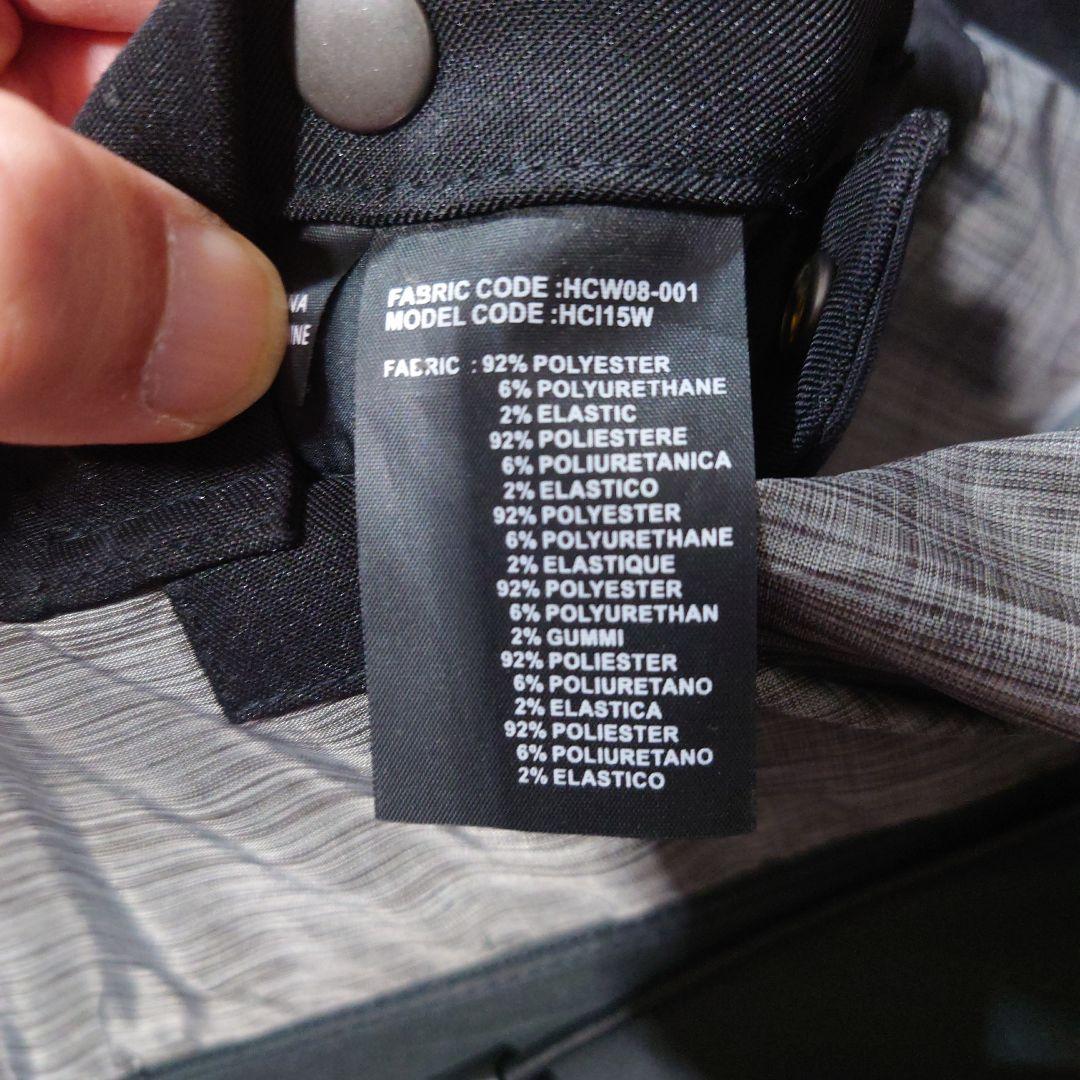 FABRIC CODE :HCW08-001
MODEL CODE :HCI15W
FABRIC : 92% POLYESTER
6% POLYURETHANE
2% ELASTIC
92% POLIESTERE
6% POLIURETANICA
2% ELASTICO
92% POLYESTER
6% POLYURETHANE
2% ELASTIQUE
92% POLYESTER
6% POLYURETHAN
2% GUMMI
92% POLIESTER
6% POLIURETANO
2% ELASTICA
92% POLIESTER
6% POLIURETANO
2% ELASTICO